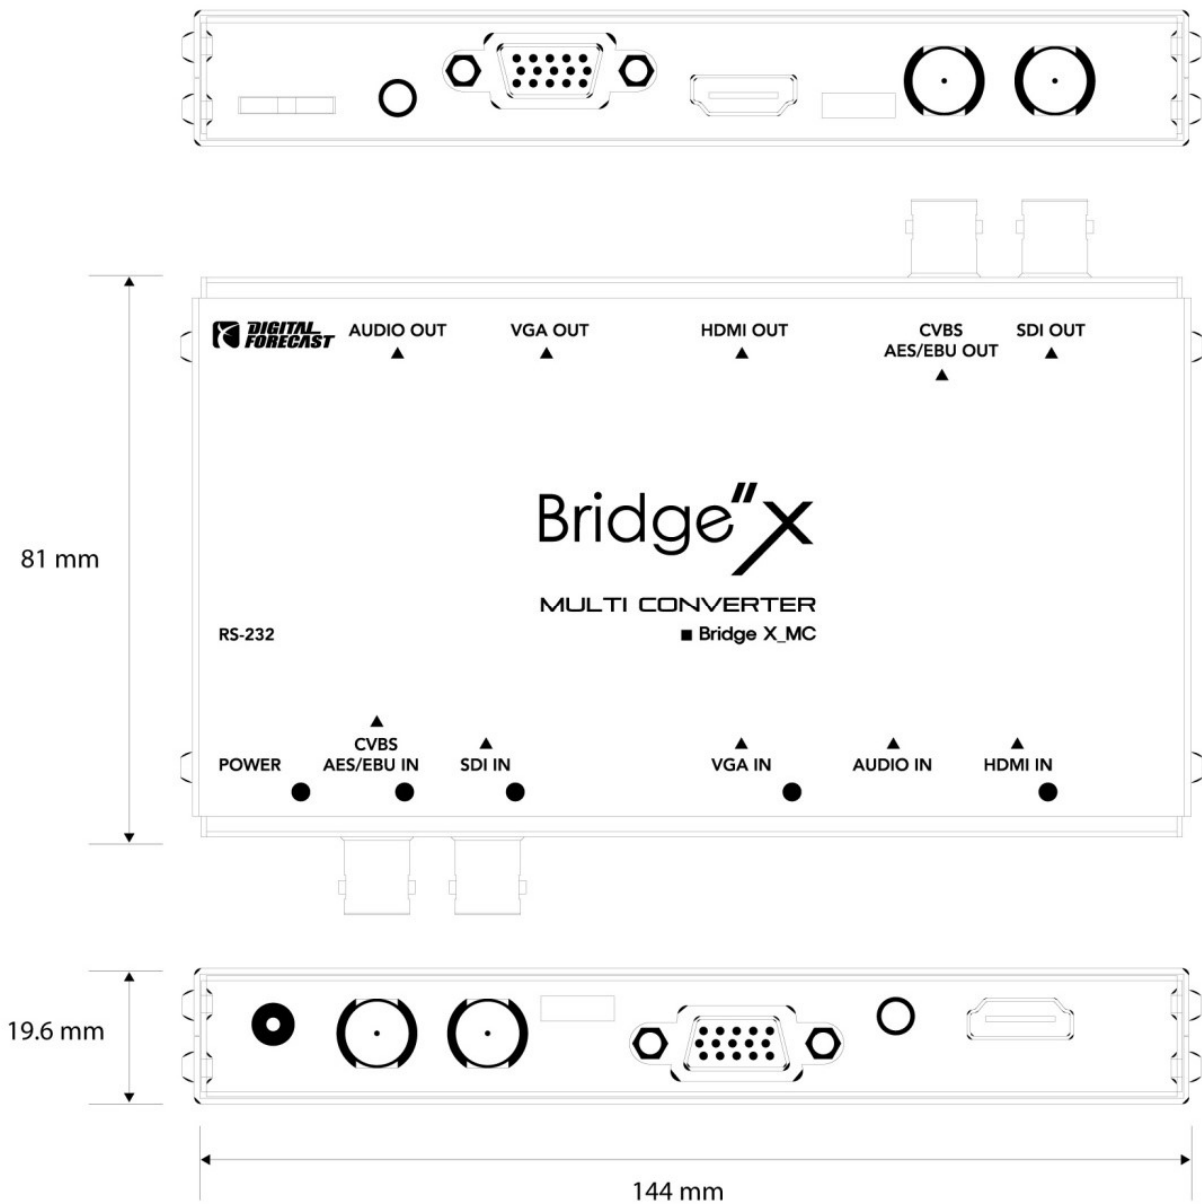 DIGITAL
FORECAST
AUDIO OUT
VGA OUT
HDMI OUT
CVBS
AES/EBU OUT
SDI OUT
81 mm
Bridge X
MULTI CONVERTER
■ Bridge X_MC
RS-232
POWER
CVBS
AES/EBU IN
SDI IN
VGA IN
AUDIO IN
HDMI IN
19.6 mm
144 mm